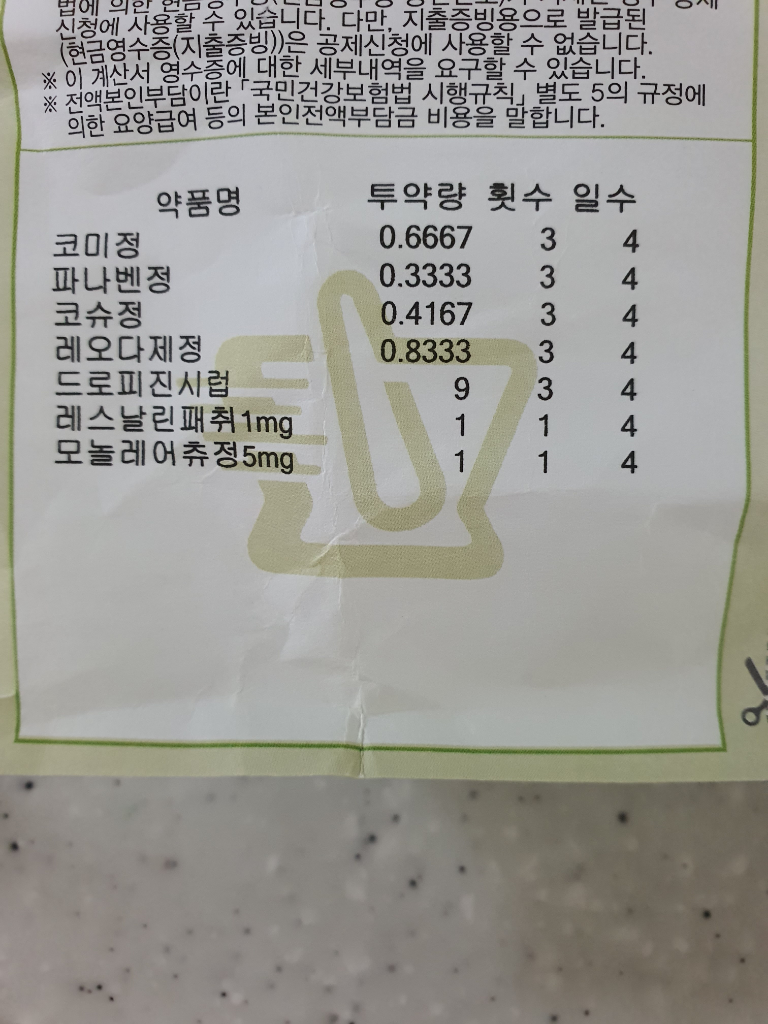 신청에 사용할 수 있습니다. 다만, 지출증빙용으로 발급된
(현금영수증(지출증빙))은 공제신청에 사용할 수 없습니다.
※ 이 계산서 영수증에 대한 세부내역을 요구할 수 있습니다.
※ 전액본인부담이란 「국민건강보험법 시행규칙」 별도 5의 규정에
의한 요양급여 등의 본인전액부담금 비용을 말합니다.
약품명 투약량 횟수 일수
코미정 0.6667 3 4
파나벤정 0.3333 3 4
코슈정 0.4167 3 4
레오다제정 0.8333 3 4
드로피진시럽 9 3 4
레스날린패취1mg 1 1 4
모놀레어츄정5mg 1 1 4